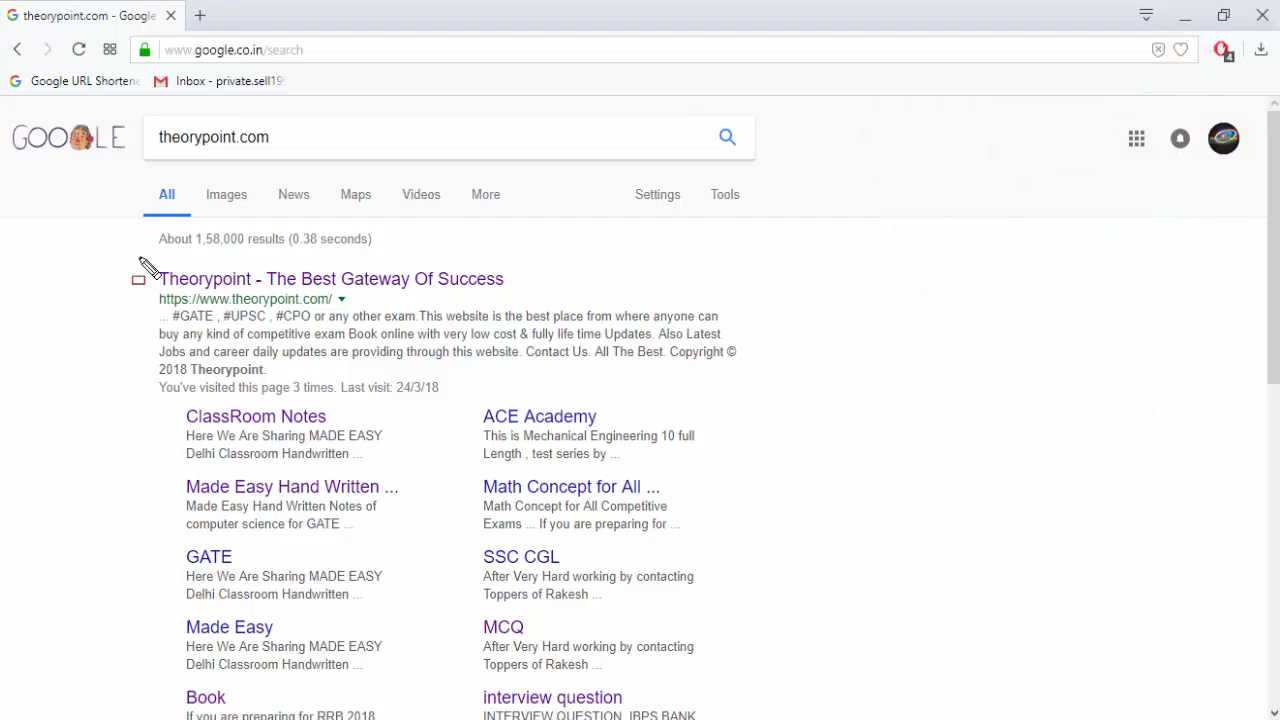 theorypoint.com - Google
www.google.co.in/search
Google URL Shortene
Inbox - private.sell19
GOOGLE
theorypoint.com
4
All Images News Maps Videos More Settings Tools
About 1,58,000 results (0.38 seconds)
Theorypoint - The Best Gateway Of Success
https://www.theorypoint.com/
... #GATE , #UPSC , #CPO or any other exam.This website is the best place from where anyone can
buy any kind of competitive exam Book online with very low cost & fully life time Updates. Also Latest
Jobs and career daily updates are providing through this website. Contact Us. All The Best. Copyright ©
2018 Theorypoint.
You've visited this page 3 times. Last visit: 24/3/18
ClassRoom Notes
Here We Are Sharing MADE EASY
Delhi Classroom Handwritten ...
ACE Academy
This is Mechanical Engineering 10 full
Length , test series by ...
Made Easy Hand Written ...
Made Easy Hand Written Notes of
computer science for GATE ...
Math Concept for All ...
Math Concept for All Competitive
Exams ... If you are preparing for ...
GATE
Here We Are Sharing MADE EASY
Delhi Classroom Handwritten ...
SSC CGL
After Very Hard working by contacting
Toppers of Rakesh ...
Made Easy
Here We Are Sharing MADE EASY
Delhi Classroom Handwritten ...
MCQ
After Very Hard working by contacting
Toppers of Rakesh ...
Book
If you are preparing for RRB 2018
interview question
INTERVIEW QUESTION. IBPS BANK